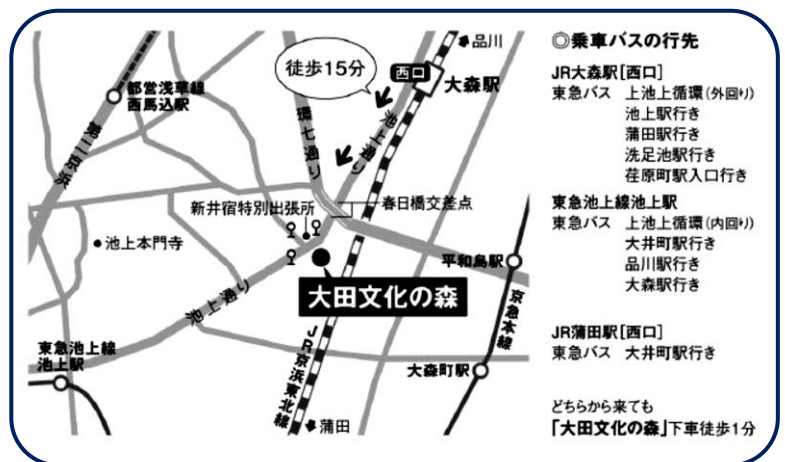 品川
徒歩15分
西口
大森駅
都営浅草線
西馬込駅
第二京浜
環七通り
池上通り
新井宿特別出張所
春日橋交差点
池上本門寺
平和島駅
大田文化の森
池上通り
京急本線
JR京浜東北線
東急池上線
池上駅
大森町駅
蒲田
◎乗車バスの行先
JR大森駅[西口]
東急バス 上池上循環(外回り)
池上駅行き
蒲田駅行き
洗足池駅行き
荏原町駅入口行き
東急池上線池上駅
東急バス 上池上循環(内回り)
大井町駅行き
品川駅行き
大森駅行き
JR蒲田駅[西口]
東急バス 大井町駅行き
どちらから来ても
「大田文化の森」下車徒歩1分